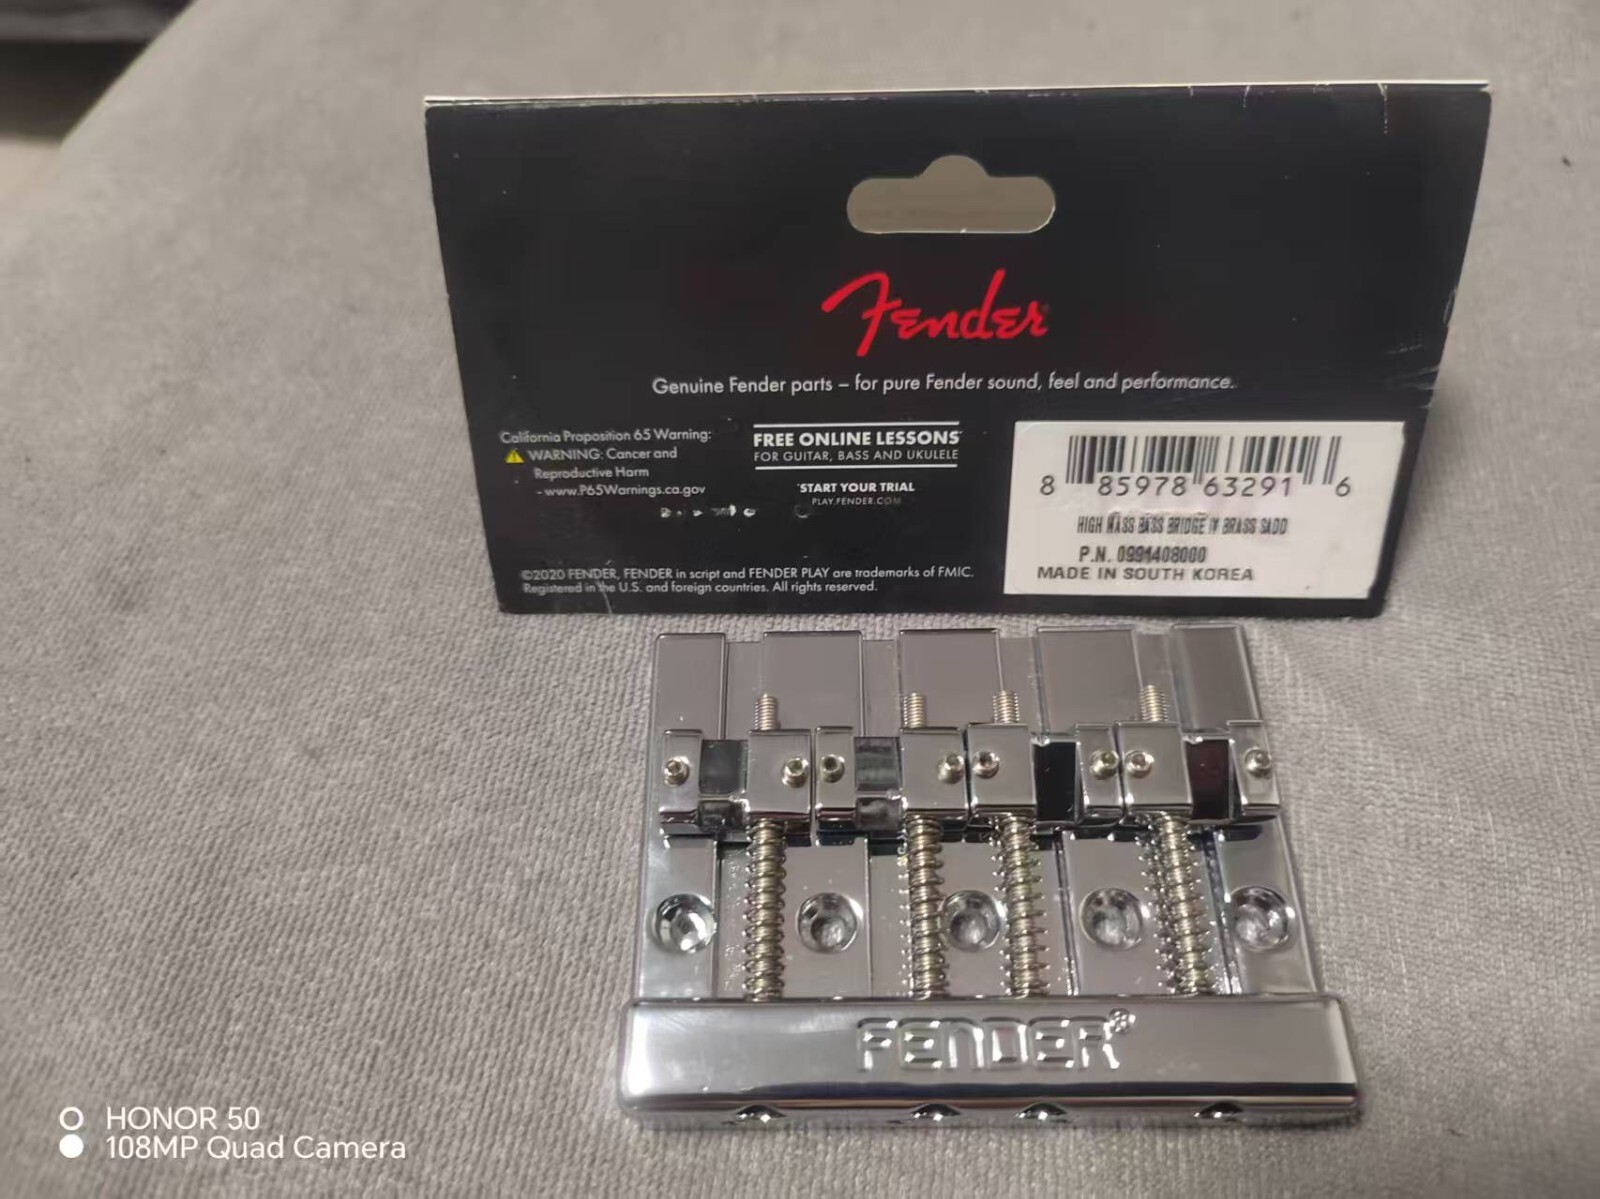 Fender
Genuine Fender parts – for pure Fender sound, feel and performance.
California Proposition 65 Warning:
WARNING: Cancer and
Reproductive Harm
- www.P65Warnings.ca.gov
FREE ONLINE LESSONS
FOR GUITAR, BASS AND UKULELE
START YOUR TRIAL
PLAY.FENDER.COM
©2020 FENDER, FENDER in script and FENDER PLAY are trademarks of FMIC.
Registered in the U.S. and foreign countries. All rights reserved.
8 85978 63291 6
HIGH MASS BASS BRIDGE W BRASS SADD
P.N. 0991408000
MADE IN SOUTH KOREA
FENDER®
HONOR 50
108MP Quad Camera